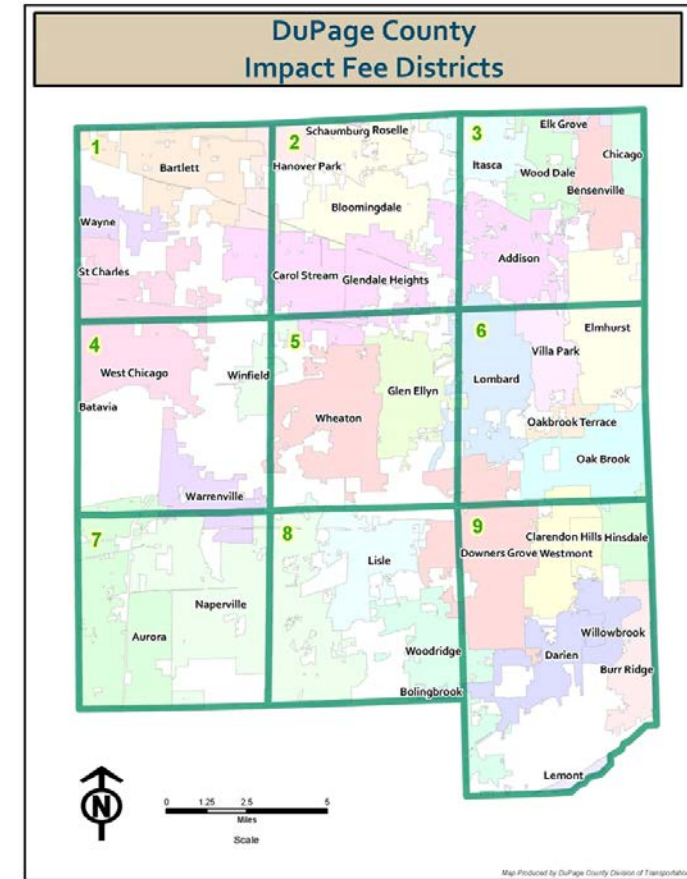 DuPage County
Impact Fee Districts
1
2
3
Schaumburg Roselle
Elk Grove
Chicago
Bartlett
Hanover Park
Itasca
Wood Dale
Bensenville
Bloomingdale
Wayne
Addison
St Charles
Carol Stream
Glendale Heights
4
5
6
Elmhurst
Villa Park
West Chicago
Winfield
Glen Ellyn
Lombard
Batavia
Wheaton
Oakbrook Terrace
Oak Brook
Warrenville
7
8
9
Clarendon Hills Hinsdale
Lisle
Downers Grove Westmont
Naperville
Aurora
Woodridge
Willowbrook
Darien
Burr Ridge
Bolingbrook
Lemont
N
0 1.25 2.5 5
Miles
Scale
Map Produced by DuPage County Division of Transportation